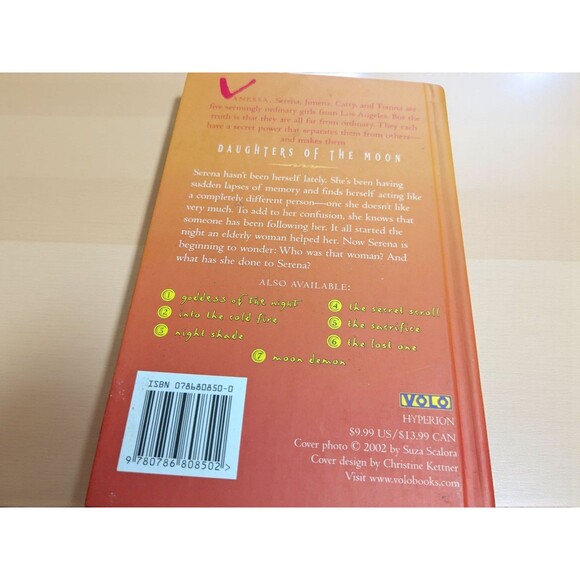 VANESSA, Serena, Jimena, Catty, and Tianna are
five seemingly ordinary girls from Los Angeles. But the
truth is that they are all far from ordinary. They each
have a secret power that separates them from others—
and makes them
DAUGHTERS OF THE MOON
Serena hasn't been herself lately. She's been having
sudden lapses of memory and finds herself acting like
a completely different person—one she doesn't like
very much. To add to her confusion, she knows that
someone has been following her. It all started the
night an elderly woman helped her. Now Serena is
beginning to wonder: Who was that woman? And
what has she done to Serena?
ALSO AVAILABLE:
1 goddess of the night
2 into the cold fire
3 night shade
4 the secret scroll
5 the sacrifice
6 the lost one
7 moon demon
ISBN 078680850-0
9 780786 808502 >
VOLO
HYPERION
$9.99 US/$13.99 CAN
Cover photo © 2002 by Suza Scalora
Cover design by Christine Kettner
Visit www.volobooks.com